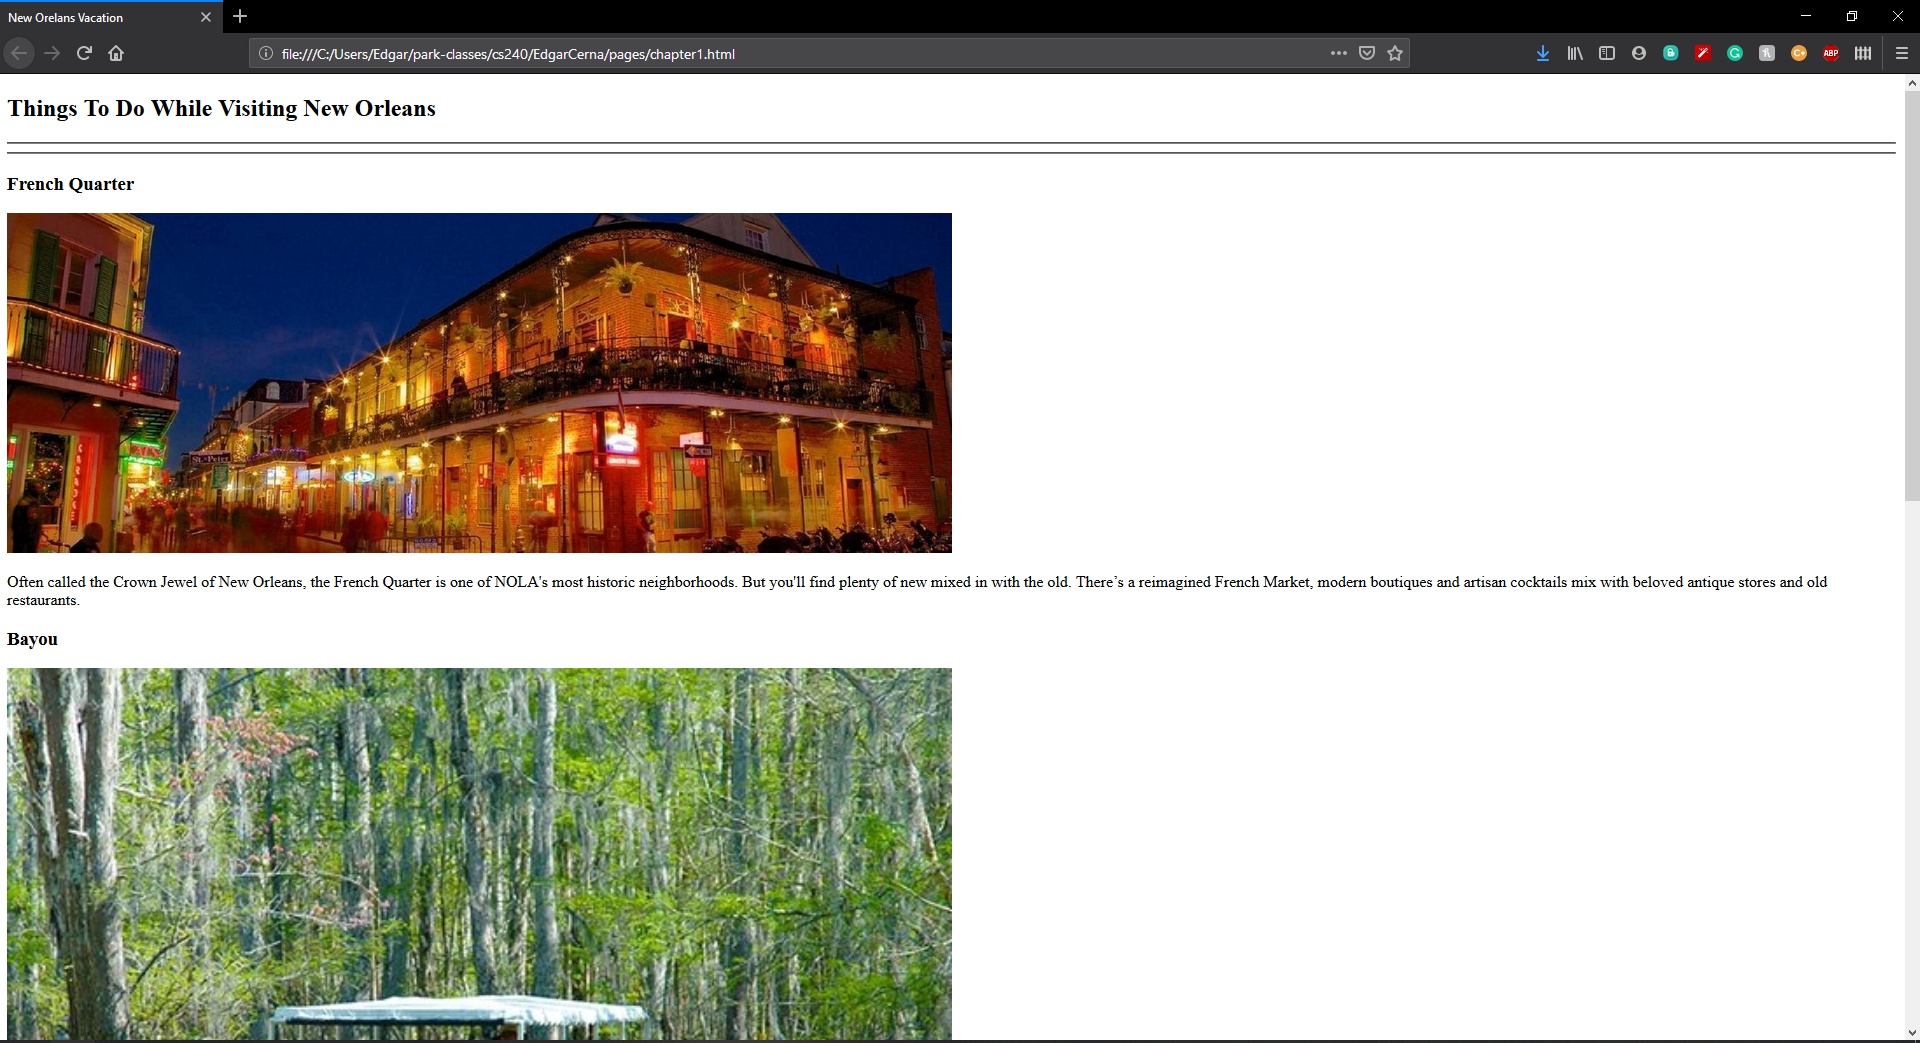 New Orelans Vacation
file:///C:/Users/Edgar/park-classes/cs240/EdgarCerna/pages/chapter1.html
ABP
Things To Do While Visiting New Orleans
French Quarter
St. Peter
Often called the Crown Jewel of New Orleans, the French Quarter is one of NOLA's most historic neighborhoods. But you'll find plenty of new mixed in with the old. There’s a reimagined French Market, modern boutiques and artisan cocktails mix with beloved antique stores and old
restaurants.
Bayou